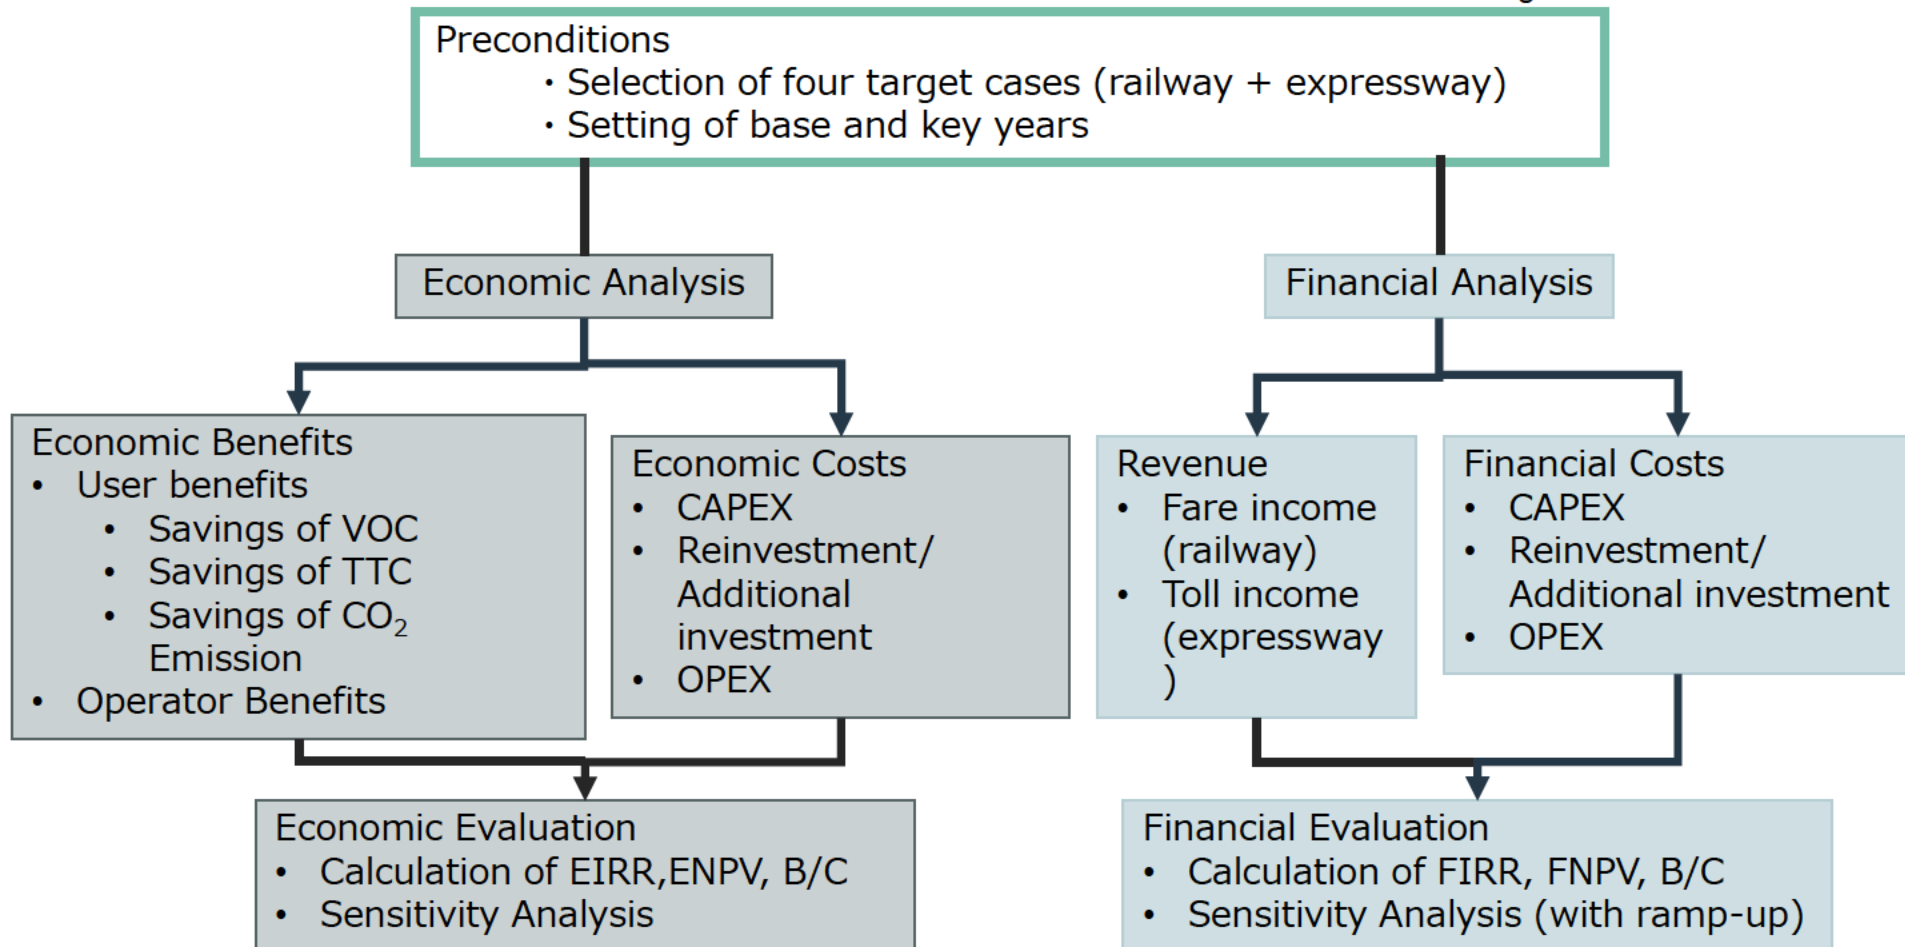 Preconditions
・Selection of four target cases (railway + expressway)
・Setting of base and key years
Economic Analysis
Financial Analysis
Economic Benefits
• User benefits
• Savings of VOC
• Savings of TTC
• Savings of CO₂
Emission
• Operator Benefits
Economic Costs
• CAPEX
• Reinvestment/
Additional
investment
• OPEX
Revenue
• Fare income
(railway)
• Toll income
(expressway
)
Financial Costs
• CAPEX
• Reinvestment/
Additional investment
• OPEX
Economic Evaluation
• Calculation of EIRR,ENPV, B/C
• Sensitivity Analysis
Financial Evaluation
• Calculation of FIRR, FNPV, B/C
• Sensitivity Analysis (with ramp-up)